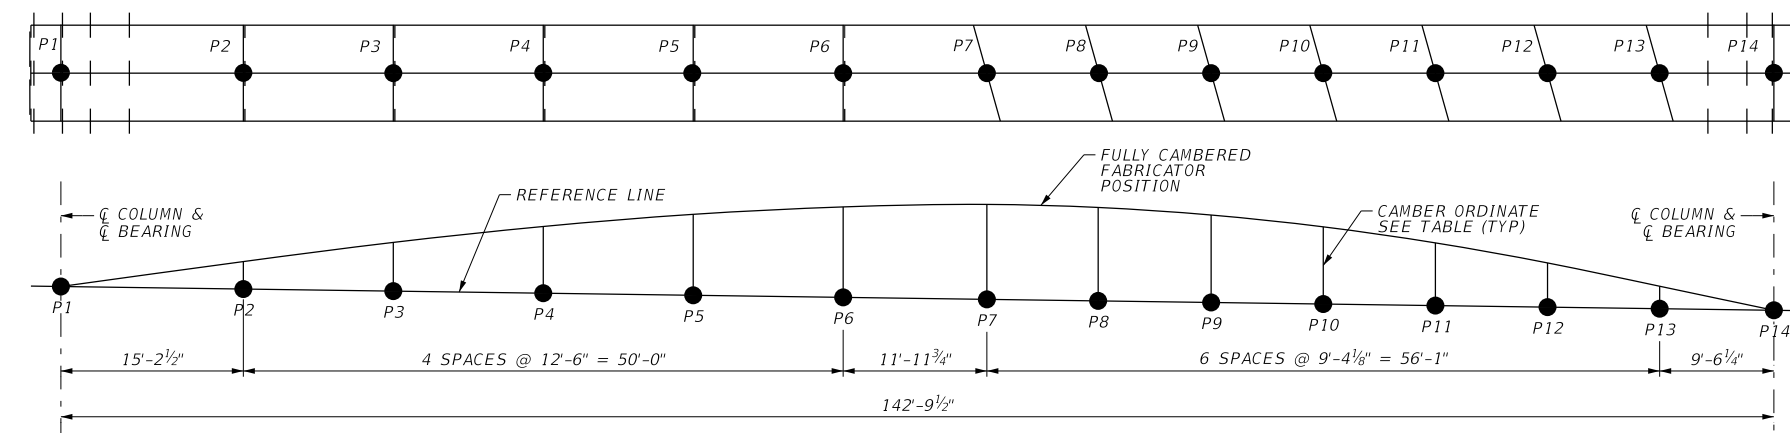 P1 P2 P3 P4 P5 P6 P7 P8 P9 P10 P11 P12 P13 P14
FULLY CAMBERED
FABRICATOR
POSITION
REFERENCE LINE
℄ COLUMN &
℄ BEARING
CAMBER ORDINATE
SEE TABLE (TYP)
℄ COLUMN &
℄ BEARING
P1 P2 P3 P4 P5 P6 P7 P8 P9 P10 P11 P12 P13 P14
15'-2½" 4 SPACES @ 12'-6" = 50'-0" 11'-11¾" 6 SPACES @ 9'-4⅛" = 56'-1" 9'-6¼"
142'-9½"